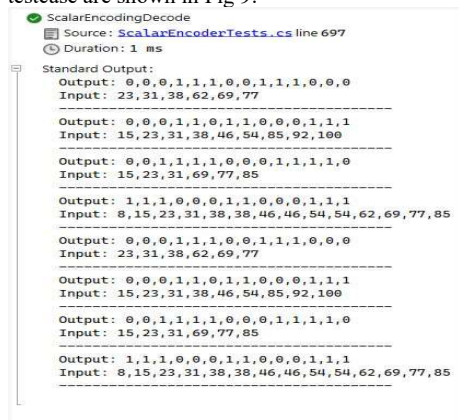 testcase are shown in Fig 9.
ScalarEncodingDecode
Source: ScalarEncoderTests.cs line 697
Duration: 1 ms
Standard Output:
Output: 0,0,0,1,1,1,0,0,1,1,1,0,0,0
Input: 23,31,38,62,69,77
------------------------------------------
Output: 0,0,0,1,1,0,1,1,0,0,0,1,1,1
Input: 15,23,31,38,46,54,85,92,100
------------------------------------------
Output: 0,0,1,1,1,1,0,0,0,1,1,1,1,0
Input: 15,23,31,69,77,85
------------------------------------------
Output: 1,1,1,0,0,0,1,1,0,0,0,1,1,1
Input: 8,15,23,31,38,38,46,46,54,54,62,69,77,85
------------------------------------------
Output: 0,0,0,1,1,1,0,0,1,1,1,0,0,0
Input: 23,31,38,62,69,77
------------------------------------------
Output: 0,0,0,1,1,0,1,1,0,0,0,1,1,1
Input: 15,23,31,38,46,54,85,92,100
------------------------------------------
Output: 0,0,1,1,1,1,0,0,0,1,1,1,1,0
Input: 15,23,31,69,77,85
------------------------------------------
Output: 1,1,1,0,0,0,1,1,0,0,0,1,1,1
Input: 8,15,23,31,38,38,46,46,54,54,62,69,77,85
------------------------------------------